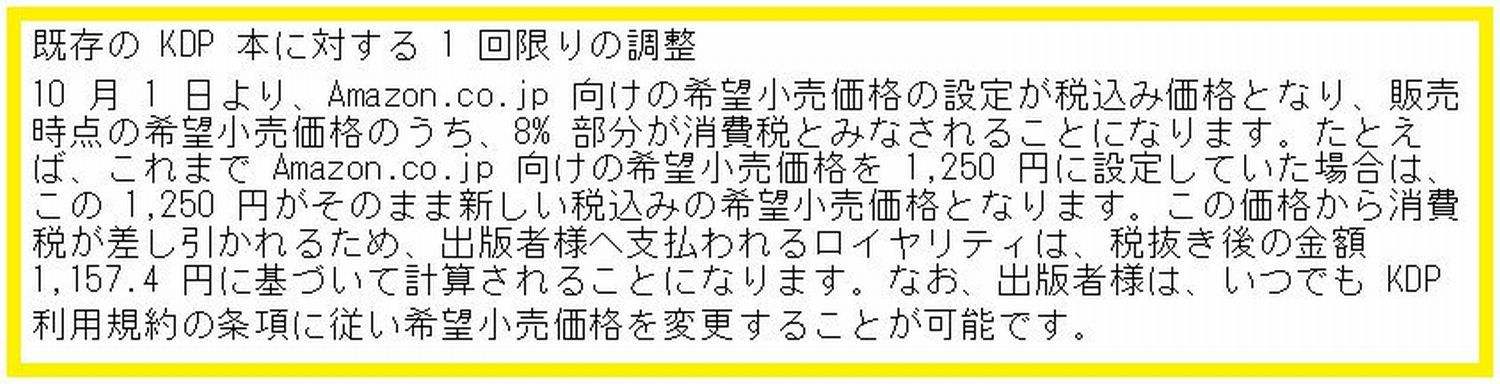 既存の KDP 本に対する 1 回限りの調整
10 月 1 日より、Amazon.co.jp 向けの希望小売価格の設定が税込み価格となり、販売
時点の希望小売価格のうち、8% 部分が消費税とみなされることになります。たとえ
ば、これまで Amazon.co.jp 向けの希望小売価格を 1,250 円に設定していた場合は、
この 1,250 円がそのまま新しい税込みの希望小売価格となります。この価格から消費
税が差し引かれるため、出版者様へ支払われるロイヤリティは、税抜き後の金額
1,157.4 円に基づいて計算されることになります。なお、出版者様は、いつでも KDP
利用規約の条項に従い希望小売価格を変更することが可能です。